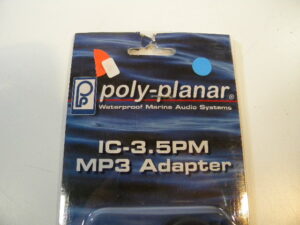 poly-planar®
Waterproof Marine Audio Systems
IC-3.5PM
MP3 Adapter